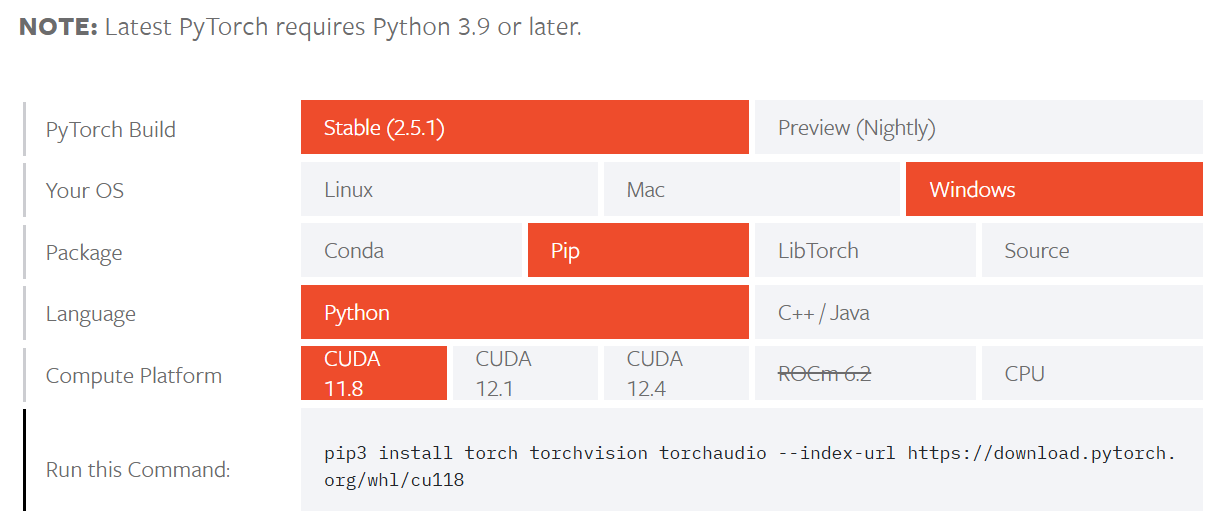 NOTE: Latest PyTorch requires Python 3.9 or later.
PyTorch Build
Stable (2.5.1)
Preview (Nightly)
Your OS
Linux
Mac
Windows
Package
Conda
Pip
LibTorch
Source
Language
Python
C++ / Java
Compute Platform
CUDA
11.8
CUDA
12.1
CUDA
12.4
ROCm 6.2
CPU
Run this Command:
pip3 install torch torchvision torchaudio --index-url https://download.pytorch.
org/whl/cu118